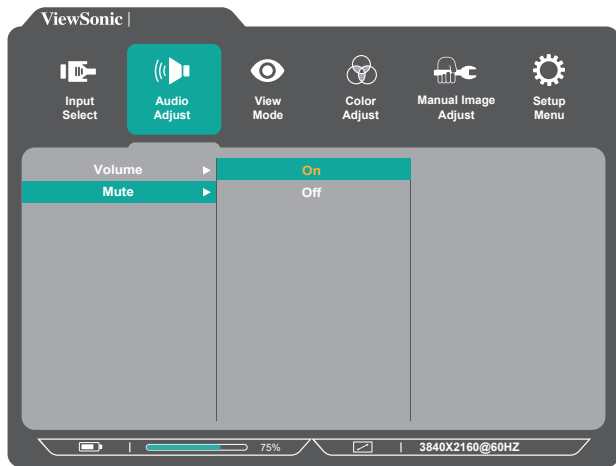 ViewSonic
Input Select
Audio Adjust
View Mode
Color Adjust
Manual Image Adjust
Setup Menu
Volume
On
Mute
Off
75%
3840X2160@60HZ